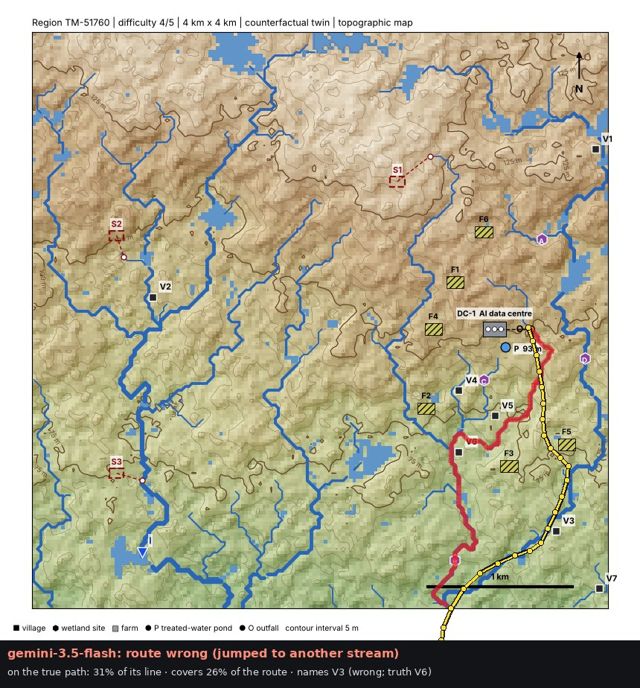 Region TM-51760 | difficulty 4/5 | 4 km x 4 km | counterfactual twin | topographic map
N
V1
S1
125 m
F6
S2
A
F1
V2
DC-1 AI data centre
F4
O
P 93
D
V4
C
F2
V5
F5
V6
S3
F3
V3
I
1 km
V7
village
wetland site
farm
P treated-water pond
O outfall
contour interval 5 m
gemini-3.5-flash: route wrong (jumped to another stream)
on the true path: 31% of its line · covers 26% of the route · names V3 (wrong; truth V6)